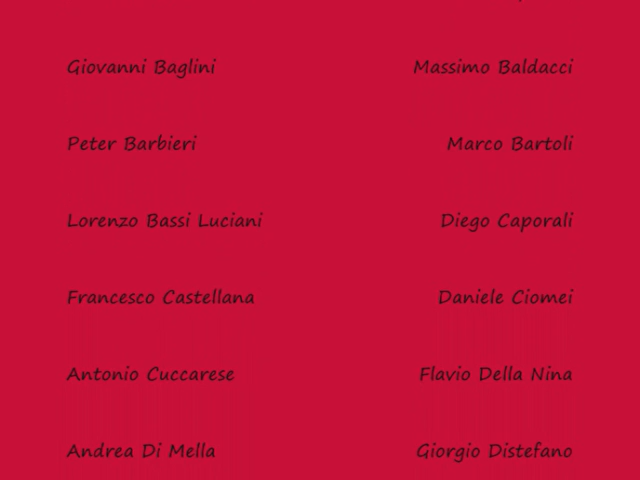 Giovanni Baglini Massimo Baldacci
Peter Barbieri Marco Bartoli
Lorenzo Bassi Luciani Diego Caporali
Francesco Castellana Daniele Ciomei
Antonio Cuccarese Flavio Della Nina
Andrea Di Mella Giorgio Distefano